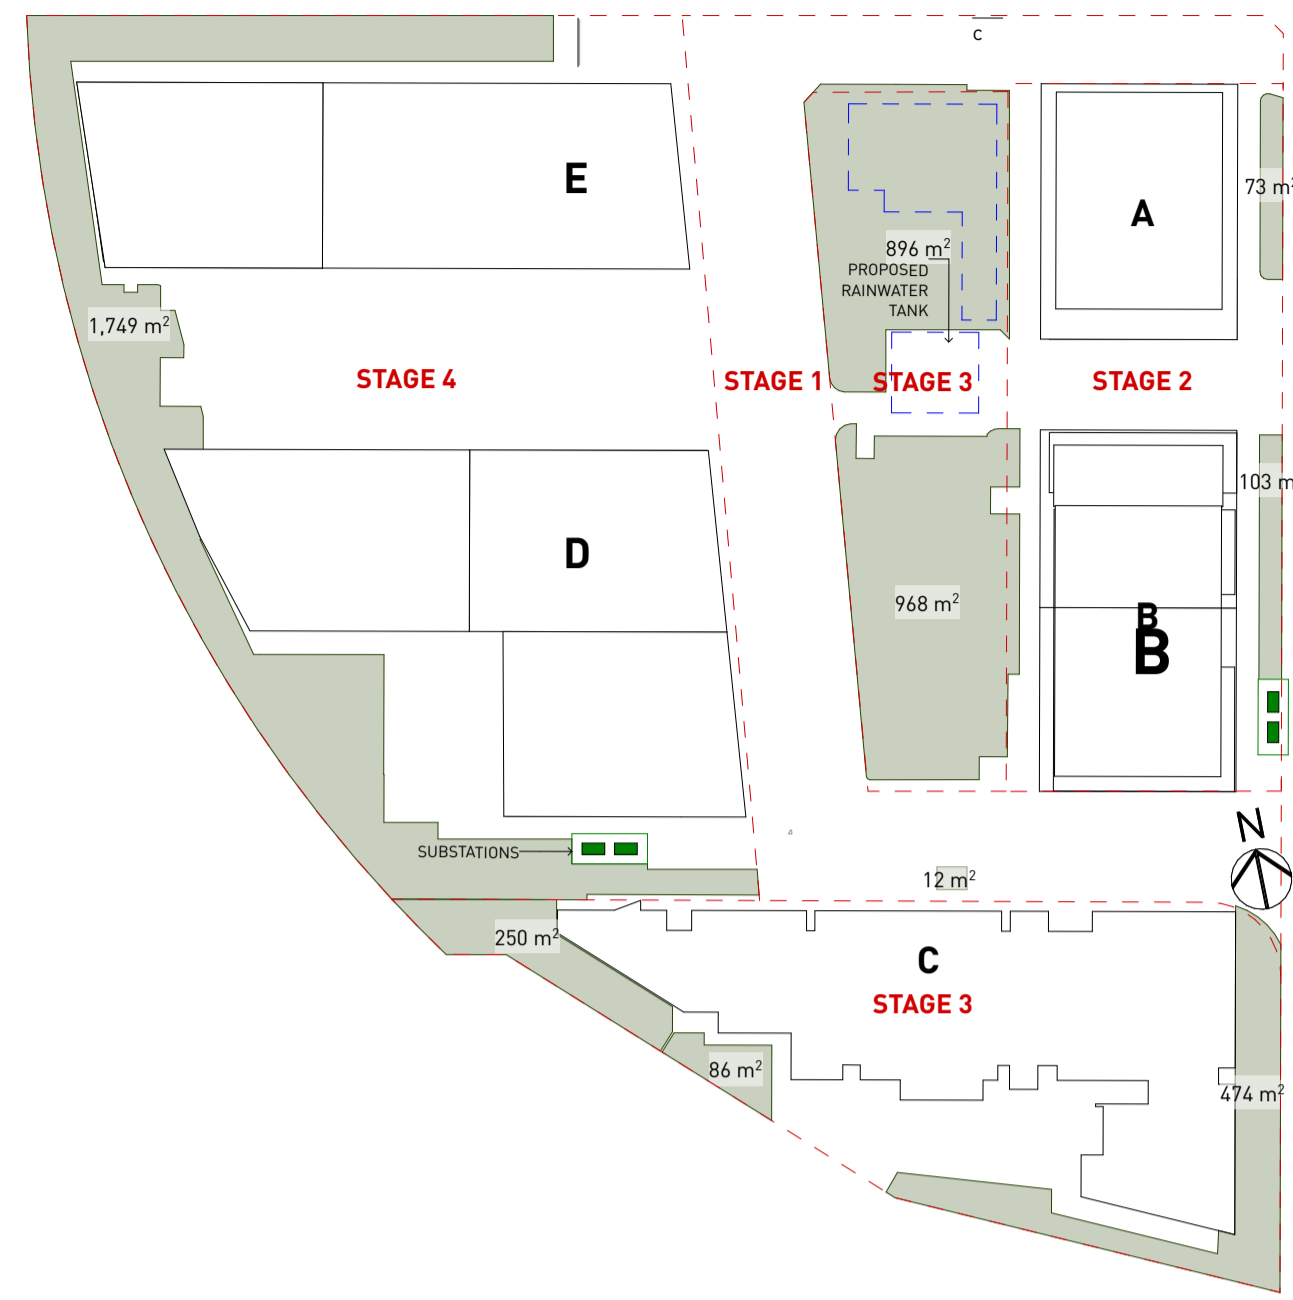 c
E
A
73 m²
896 m²
PROPOSED
RAINWATER
TANK
1,749 m²
STAGE 4
STAGE 1
STAGE 3
STAGE 2
103 m
D
968 m²
B
B
N
SUBSTATIONS
12 m²
250 m²
C
STAGE 3
86 m²
474 m²